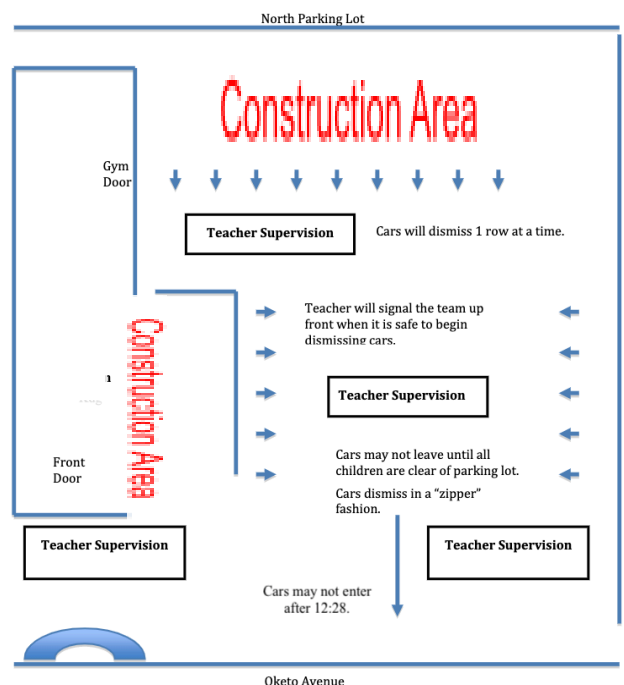 North Parking Lot
Construction Area
Gym
Door
Teacher Supervision
Cars will dismiss 1 row at a time.
Teacher will signal the team up
front when it is safe to begin
dismissing cars.
Construction Area
Teacher Supervision
Cars may not leave until all
children are clear of parking lot.
Cars dismiss in a “zipper”
fashion.
Front
Door
Teacher Supervision
Teacher Supervision
Cars may not enter
after 12:28.
Oketo Avenue